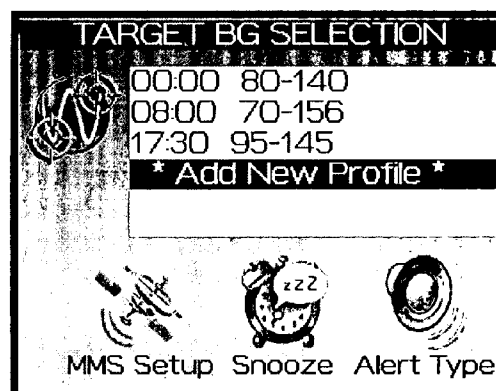 TARGET BG SELECTION
00:00 80-140
08:00 70-156
17:30 95-145
* Add New Profile *
zZZ
MMS Setup Snooze Alert Type